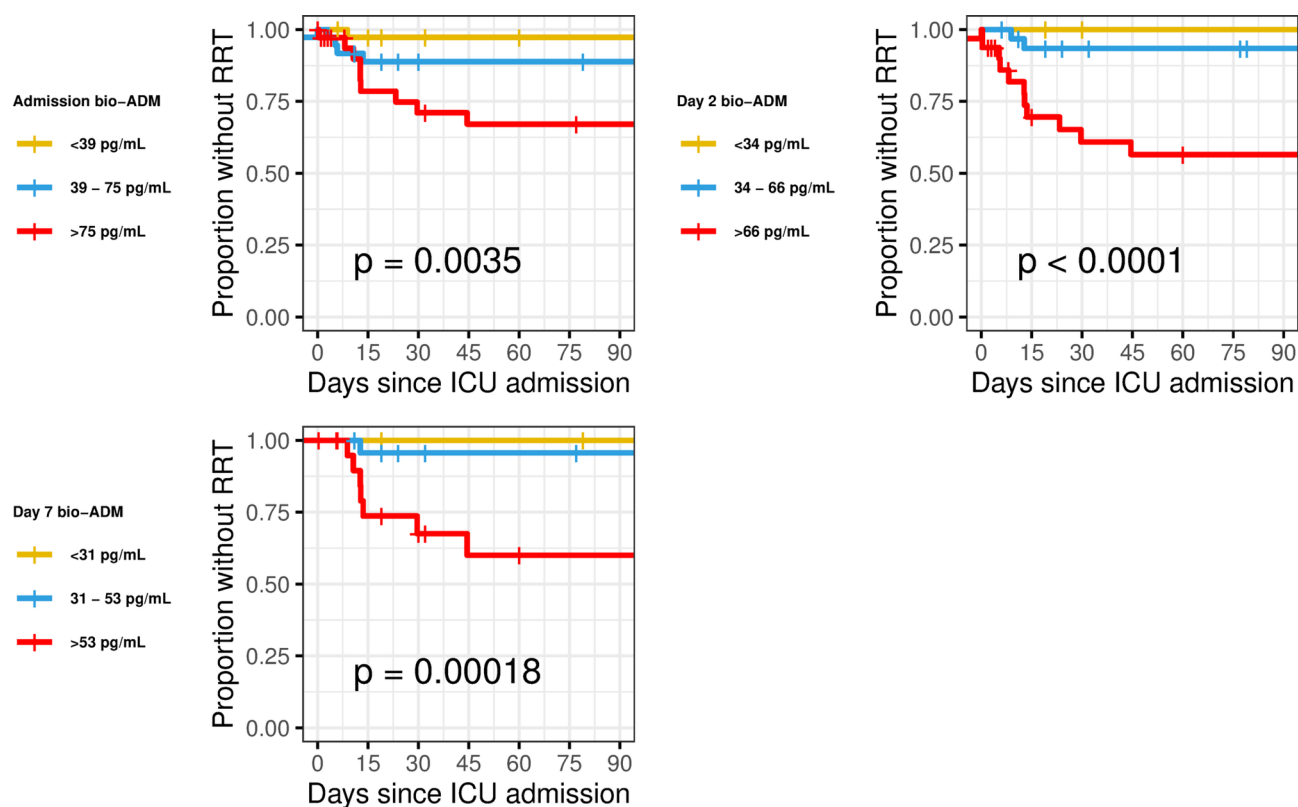 Admission bio-ADM
<39 pg/mL
39 – 75 pg/mL
>75 pg/mL
Proportion without RRT
1.00
0.75
0.50
0.25
0.00
p = 0.0035
0 15 30 45 60 75 90
Days since ICU admission
Day 2 bio-ADM
<34 pg/mL
34 – 66 pg/mL
>66 pg/mL
Proportion without RRT
1.00
0.75
0.50
0.25
0.00
p < 0.0001
0 15 30 45 60 75 90
Days since ICU admission
Day 7 bio-ADM
<31 pg/mL
31 – 53 pg/mL
>53 pg/mL
Proportion without RRT
1.00
0.75
0.50
0.25
0.00
p = 0.00018
0 15 30 45 60 75 90
Days since ICU admission